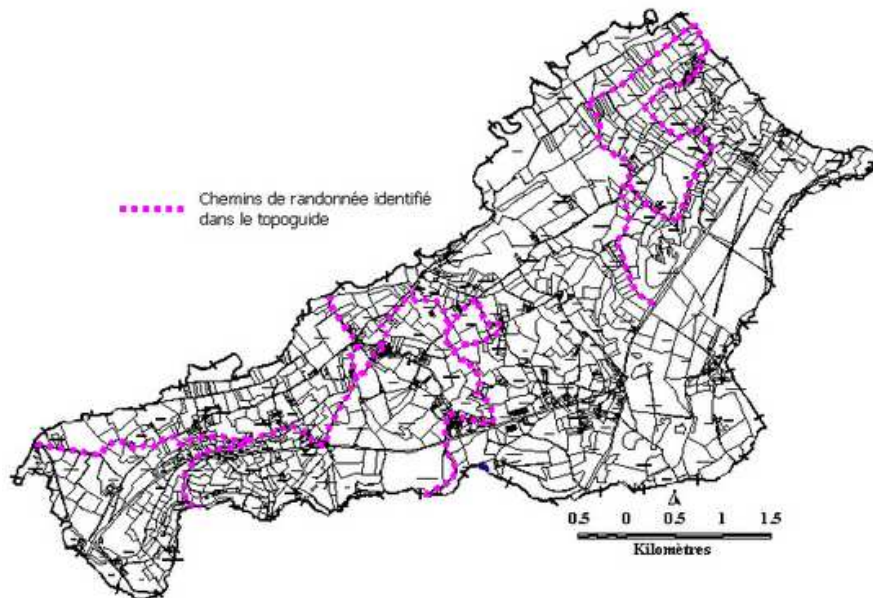 Chemins de randonnée identifié
dans le topoguide
0.5 0 0.5 1 1.5
Kilomètres